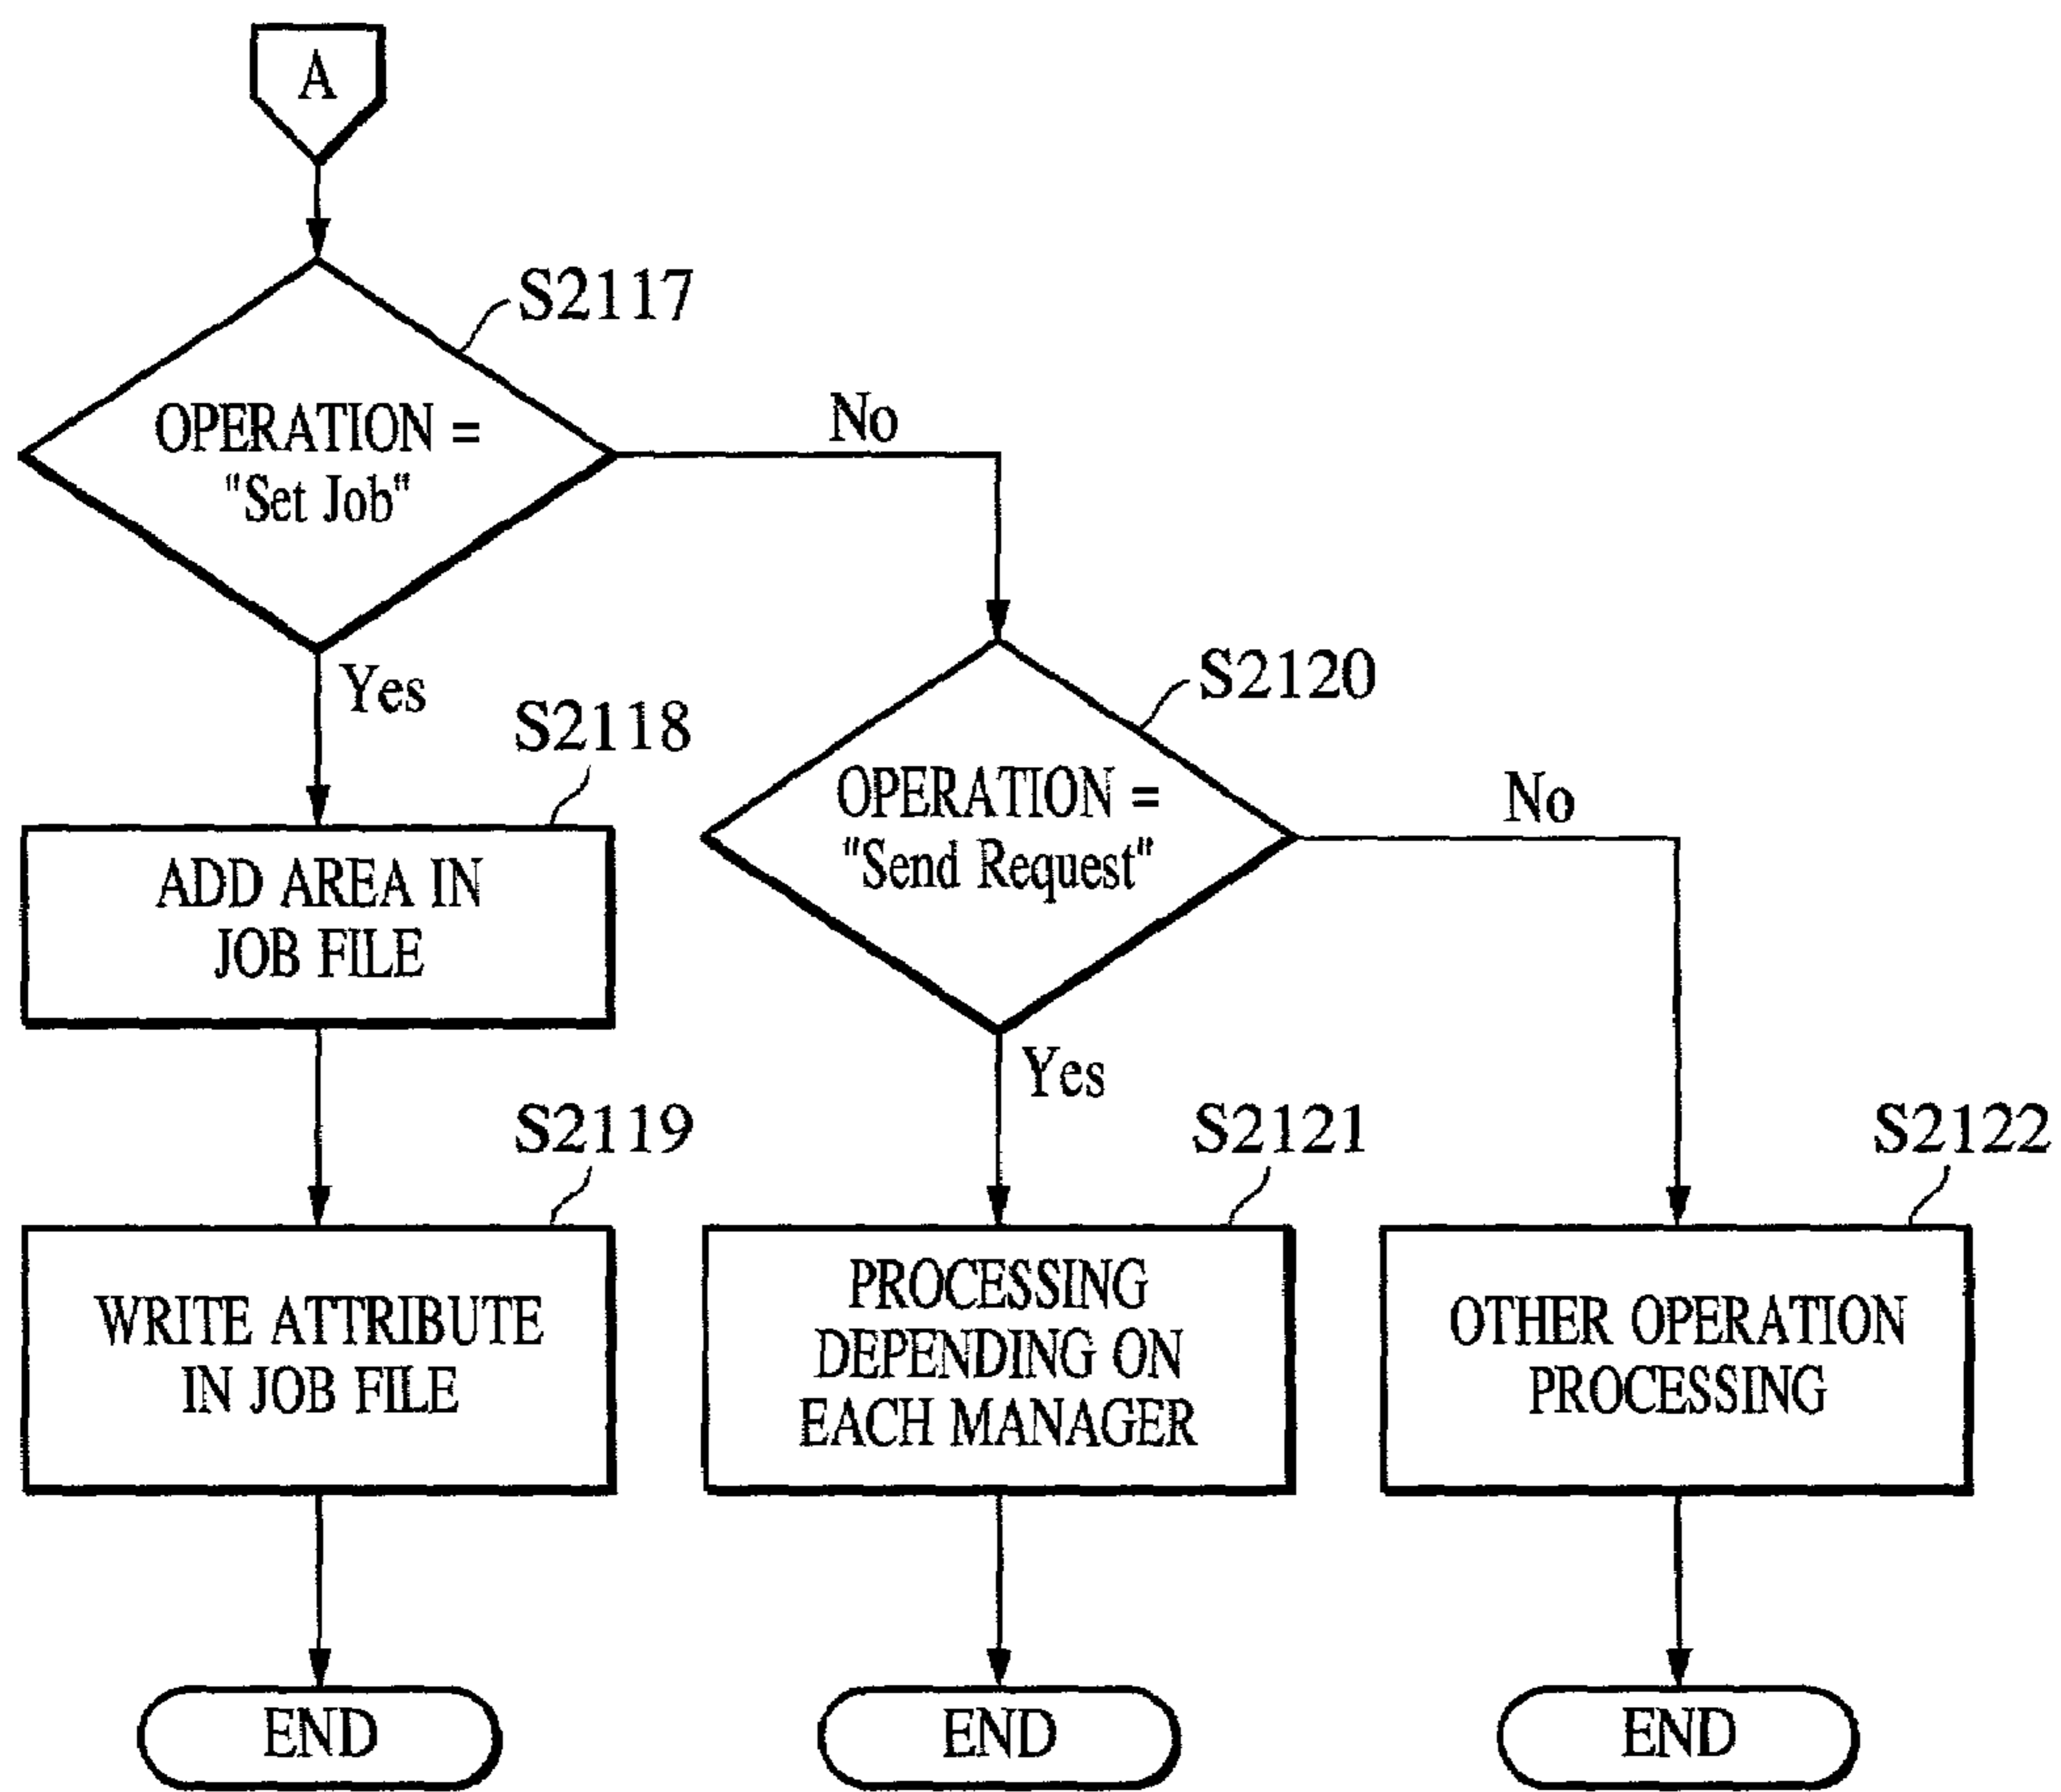 A
S2117
OPERATION =
"Set Job"
No
Yes
S2118
ADD AREA IN
JOB FILE
S2119
WRITE ATTRIBUTE
IN JOB FILE
END
S2120
OPERATION =
"Send Request"
No
Yes
S2121
PROCESSING
DEPENDING ON
EACH MANAGER
END
S2122
OTHER OPERATION
PROCESSING
END